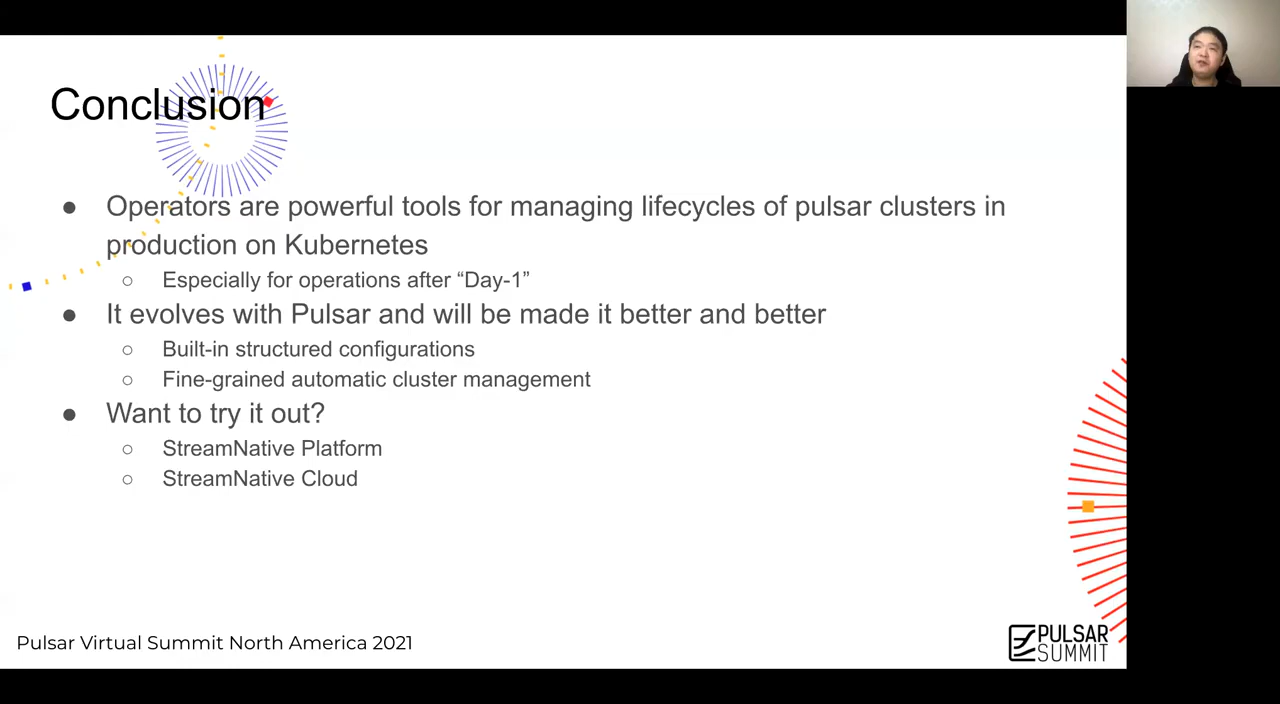 Conclusion
● Operators are powerful tools for managing lifecycles of pulsar clusters in
production on Kubernetes
○ Especially for operations after “Day-1”
● It evolves with Pulsar and will be made it better and better
○ Built-in structured configurations
○ Fine-grained automatic cluster management
● Want to try it out?
○ StreamNative Platform
○ StreamNative Cloud
Pulsar Virtual Summit North America 2021
PULSAR
SUMMIT